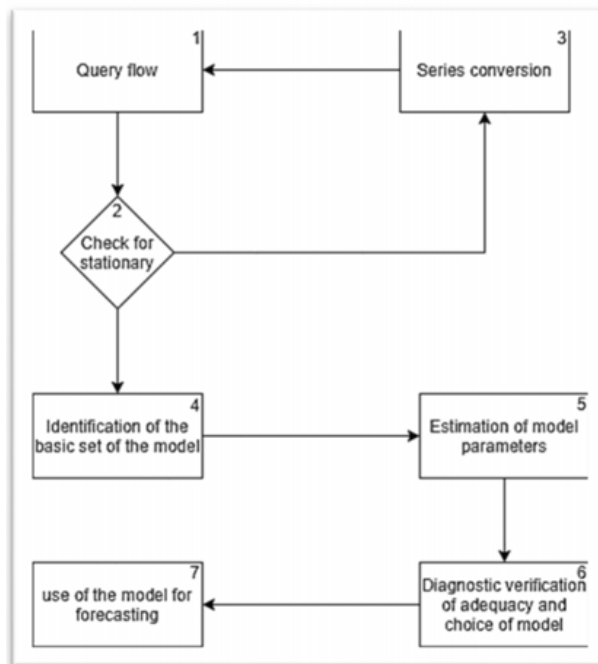 1
Query flow
3
Series conversion
2
Check for
stationary
4
Identification of the
basic set of the model
5
Estimation of model
parameters
7
use of the model for
forecasting
6
Diagnostic verification
of adequacy and
choice of model